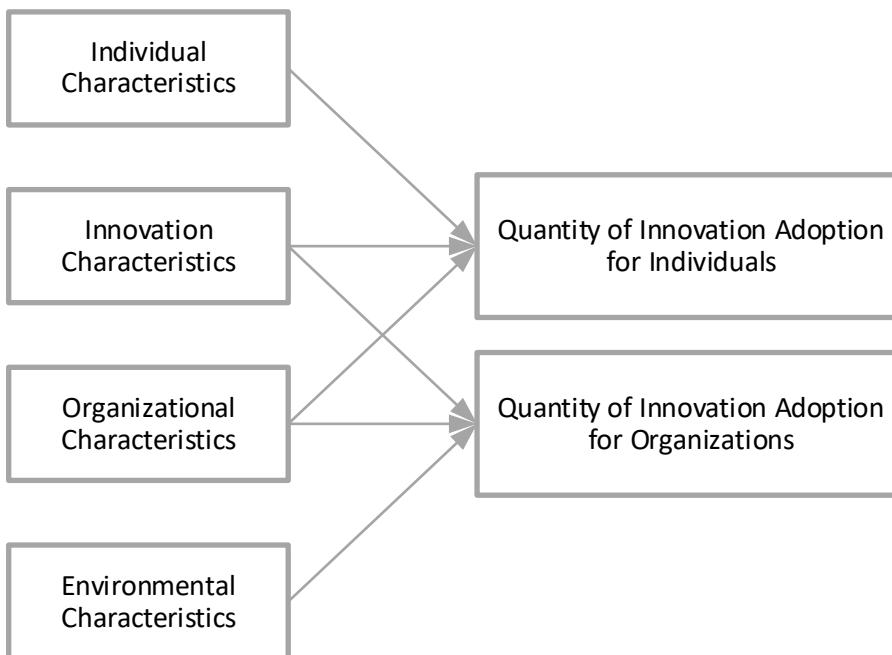 Individual
Characteristics
Innovation
Characteristics
Organizational
Characteristics
Environmental
Characteristics
Quantity of Innovation Adoption
for Individuals
Quantity of Innovation Adoption
for Organizations